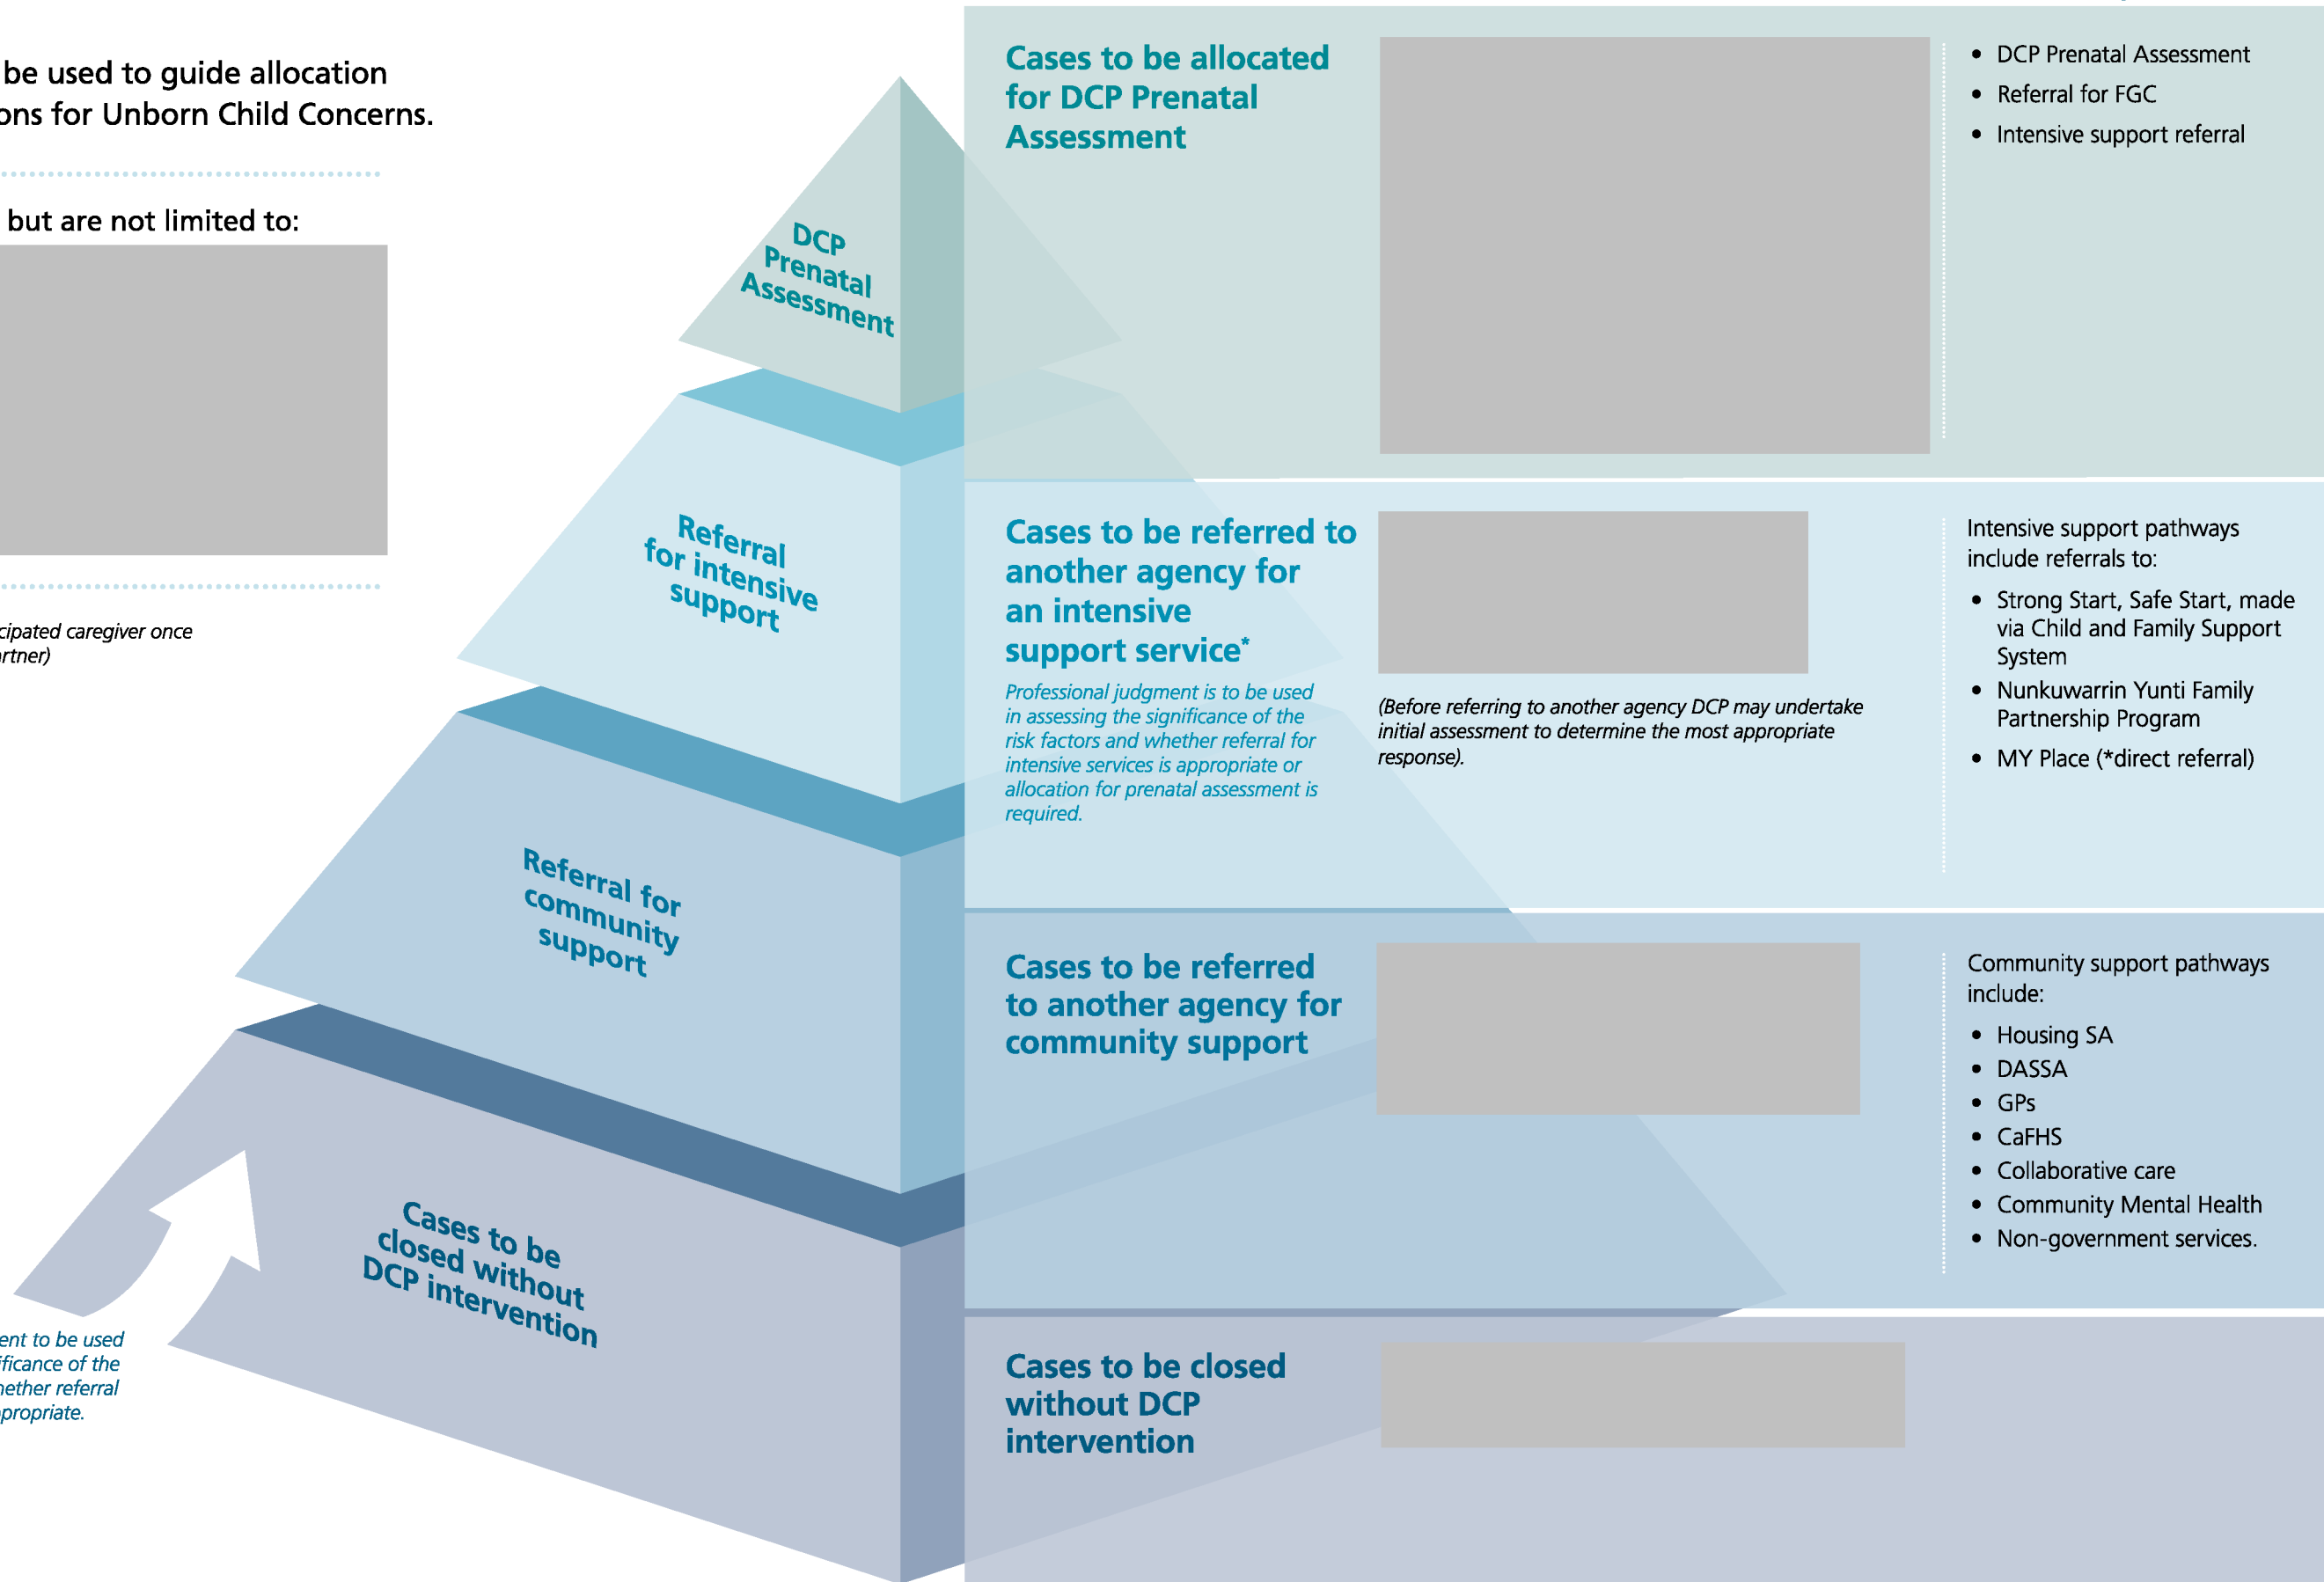 be used to guide allocation
ons for Unborn Child Concerns.
but are not limited to:
cipated caregiver once
artner)
DCP
Prenatal
Assessment
Referral
for intensive
support
Referral for
community
support
Cases to be
closed without
DCP intervention
ent to be used
ificance of the
hether referral
propriate.
Cases to be allocated
for DCP Prenatal
Assessment
• DCP Prenatal Assessment
• Referral for FGC
• Intensive support referral
Cases to be referred to
another agency for
an intensive
support service*
Professional judgment is to be used
in assessing the significance of the
risk factors and whether referral for
intensive services is appropriate or
allocation for prenatal assessment is
required.
(Before referring to another agency DCP may undertake
initial assessment to determine the most appropriate
response).
Intensive support pathways
include referrals to:
• Strong Start, Safe Start, made
via Child and Family Support
System
• Nunkuwarrin Yunti Family
Partnership Program
• MY Place (*direct referral)
Cases to be referred
to another agency for
community support
Community support pathways
include:
• Housing SA
• DASSA
• GPs
• CaFHS
• Collaborative care
• Community Mental Health
• Non-government services.
Cases to be closed
without DCP
intervention